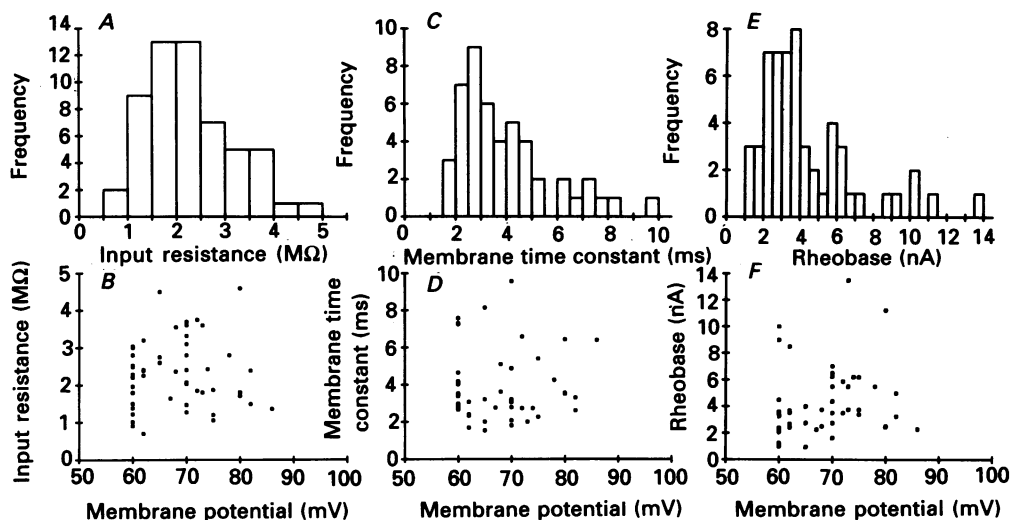 A
14
12
10
8
6
4
2
0
Frequency
0 1 2 3 4 5
Input resistance (MΩ)
C
10
8
6
4
2
0
Frequency
0 2 4 6 8 10
Membrane time constant (ms)
E
8
6
4
2
0
Frequency
0 2 4 6 8 10 12 14
Rheobase (nA)
B
5
4
3
2
1
0
Input resistance (MΩ)
50 60 70 80 90 100
Membrane potential (mV)
D
10
8
6
4
2
0
Membrane time
constant (ms)
50 60 70 80 90 100
Membrane potential (mV)
F
14
12
10
8
6
4
2
0
Rheobase (nA)
50 60 70 80 90 100
Membrane potential (mV)